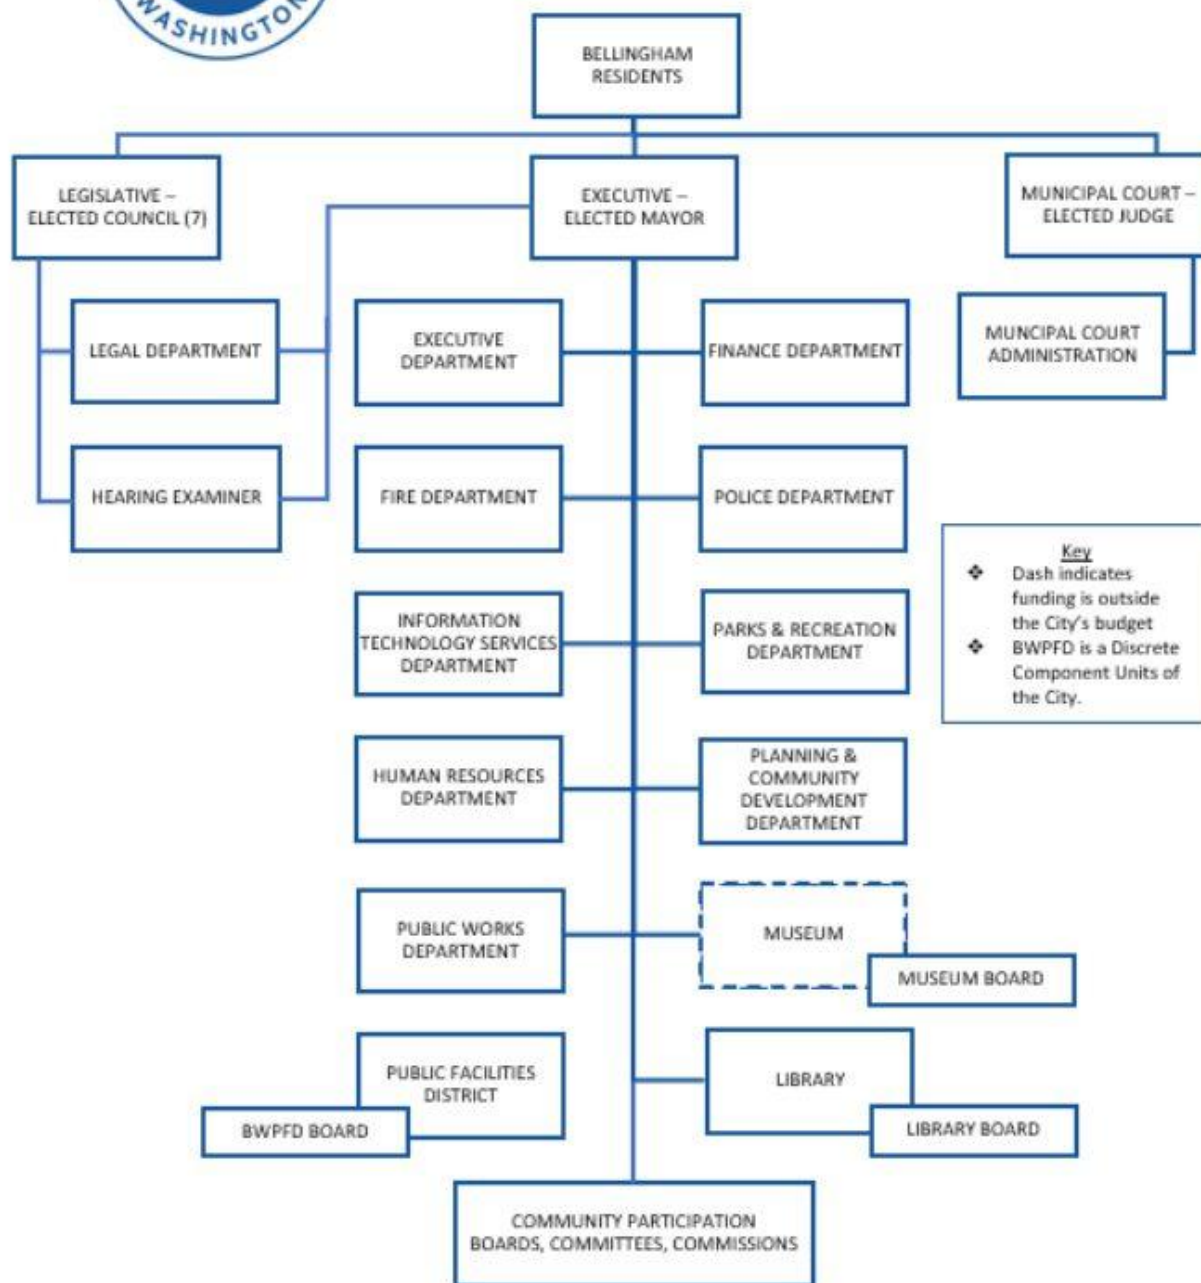 WASHINGTON
BELLINGHAM
RESIDENTS
LEGISLATIVE –
ELECTED COUNCIL (7)
EXECUTIVE –
ELECTED MAYOR
MUNICIPAL COURT –
ELECTED JUDGE
LEGAL DEPARTMENT
EXECUTIVE
DEPARTMENT
FINANCE DEPARTMENT
MUNCIPAL COURT
ADMINISTRATION
HEARING EXAMINER
FIRE DEPARTMENT
POLICE DEPARTMENT
Key
❖ Dash indicates
funding is outside
the City's budget
❖ BWPFD is a Discrete
Component Units of
the City.
INFORMATION
TECHNOLOGY SERVICES
DEPARTMENT
PARKS & RECREATION
DEPARTMENT
HUMAN RESOURCES
DEPARTMENT
PLANNING &
COMMUNITY
DEVELOPMENT
DEPARTMENT
PUBLIC WORKS
DEPARTMENT
MUSEUM
MUSEUM BOARD
PUBLIC FACILITIES
DISTRICT
BWPFD BOARD
LIBRARY
LIBRARY BOARD
COMMUNITY PARTICIPATION
BOARDS, COMMITTEES, COMMISSIONS